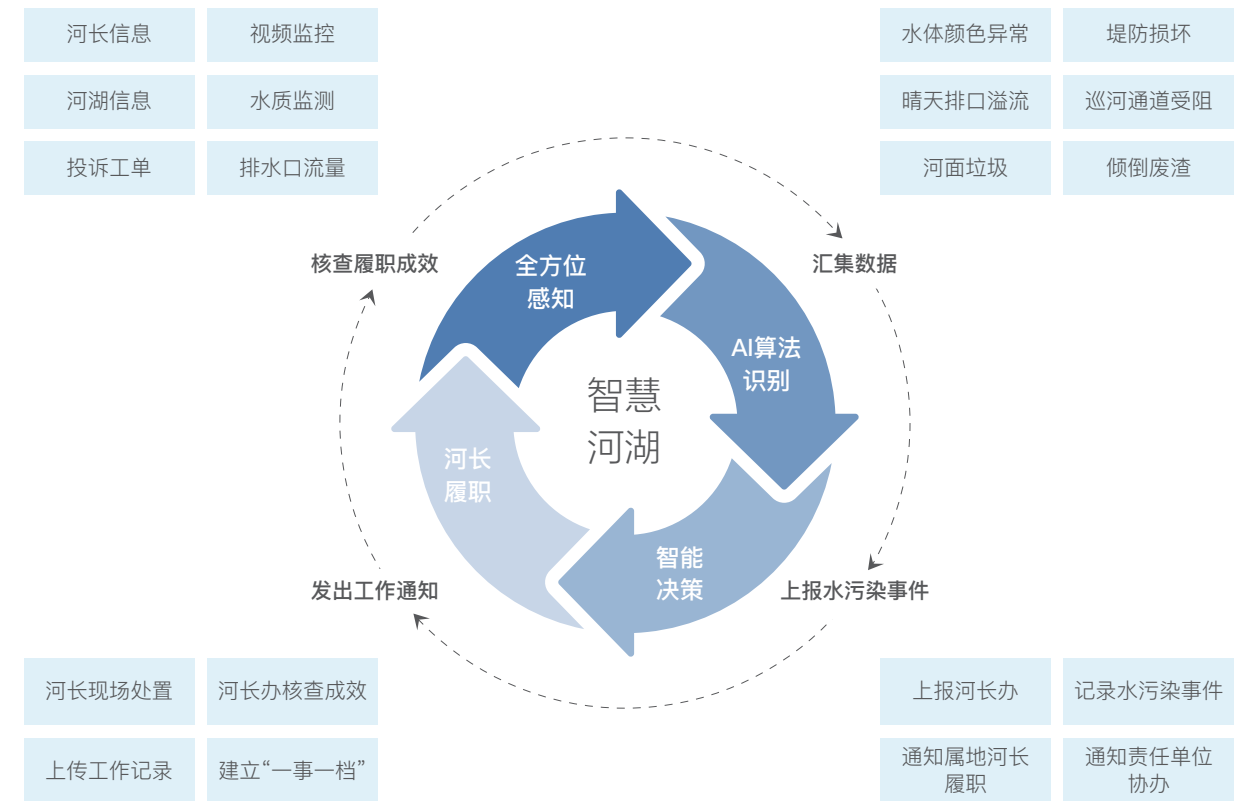 河长信息
视频监控
河湖信息
水质监测
投诉工单
排水口流量
水体颜色异常
堤防损坏
晴天排口溢流
巡河通道受阻
河面垃圾
倾倒废渣
核查履职成效
汇集数据
全方位
感知
AI算法
识别
智慧
河湖
河长
履职
智能
决策
发出工作通知
上报水污染事件
河长现场处置
河长办核查成效
上传工作记录
建立“一事一档”
上报河长办
记录水污染事件
通知属地河长
履职
通知责任单位
协办